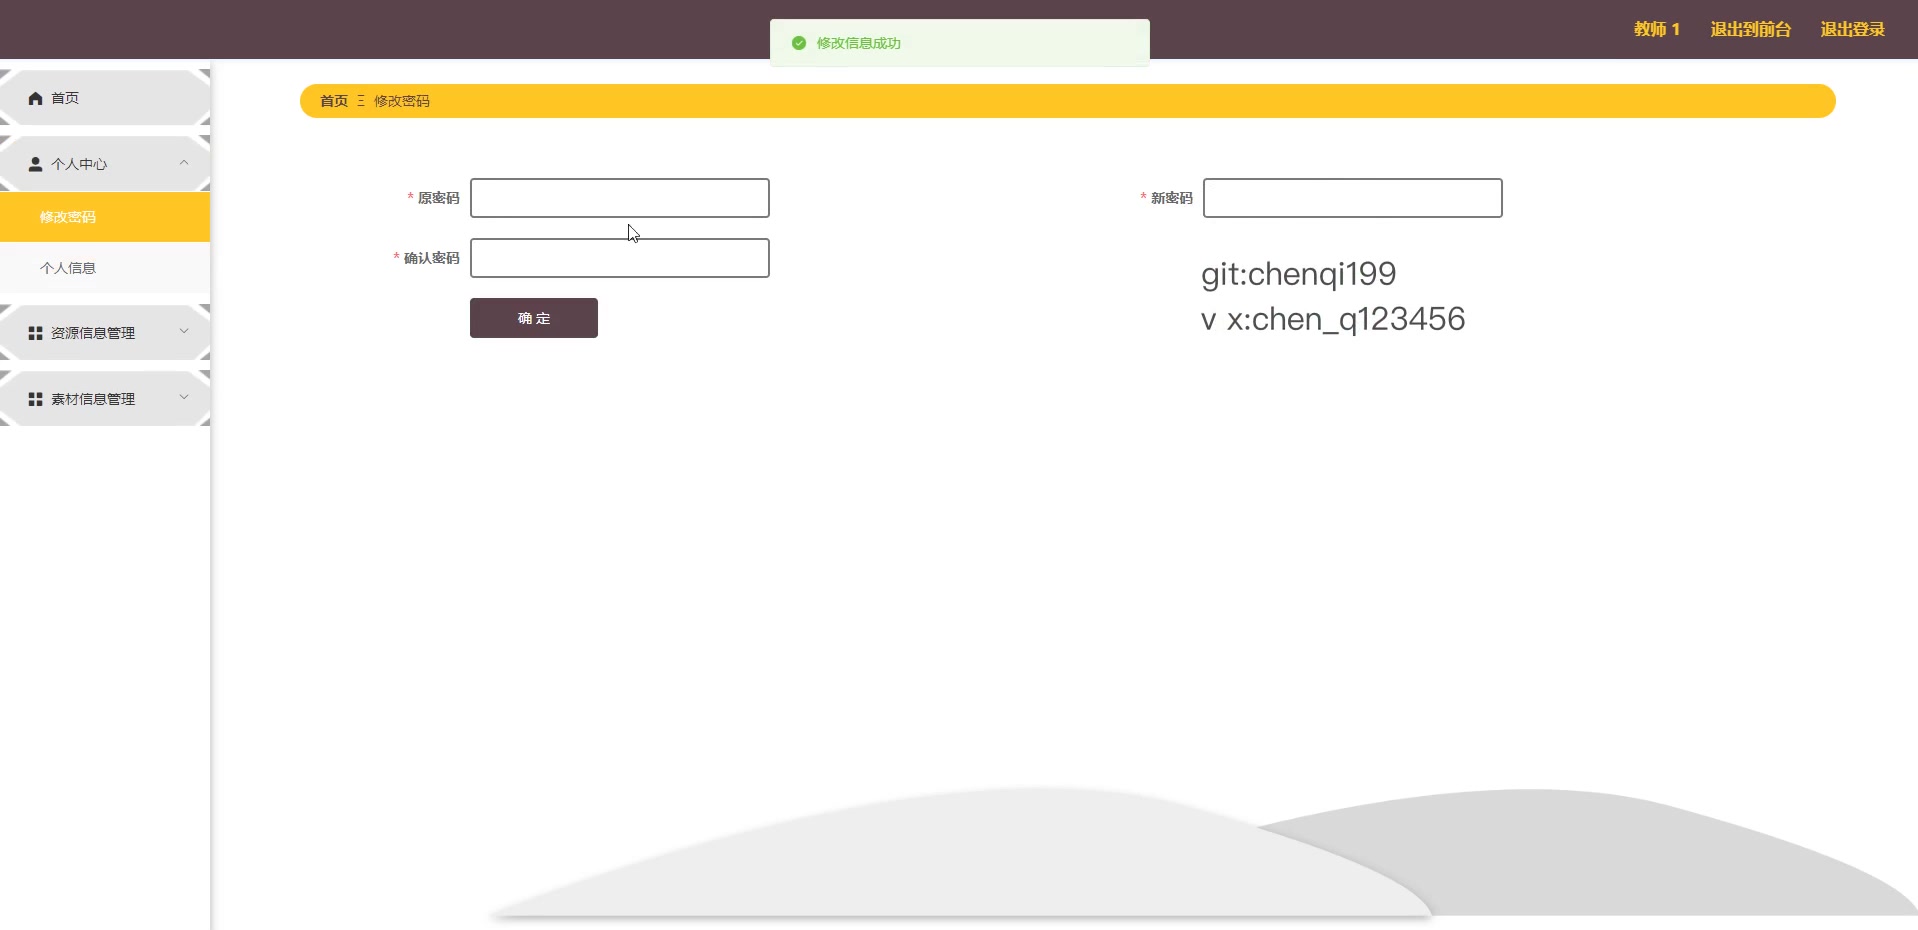 修改信息成功
教师 1 退出到前台 退出登录
首页
个人中心
修改密码
个人信息
资源信息管理
素材信息管理
首页 Ξ 修改密码
* 原密码
* 新密码
* 确认密码
确 定
git:chenqi199
v x:chen_q123456